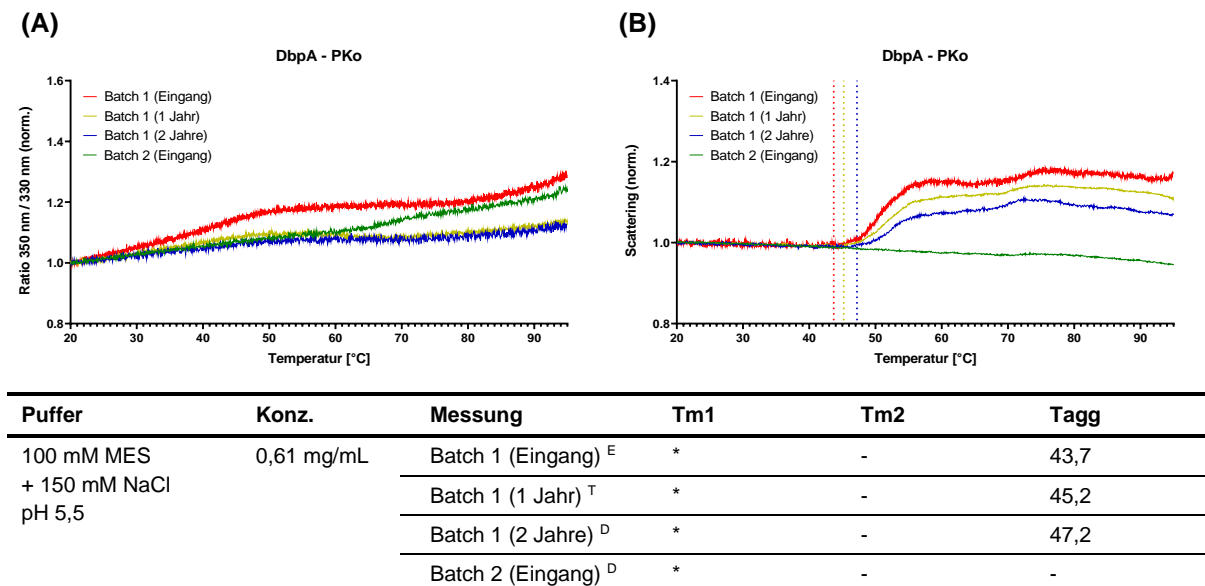 (A)
DbpA - PKo
Ratio 350 nm / 330 nm (norm.)
1.6
1.4
1.2
1.0
0.8
Batch 1 (Eingang)
Batch 1 (1 Jahr)
Batch 1 (2 Jahre)
Batch 2 (Eingang)
20 30 40 50 60 70 80 90
Temperatur [°C]
(B)
DbpA - PKo
Scattering (norm.)
1.4
1.2
1.0
0.8
Batch 1 (Eingang)
Batch 1 (1 Jahr)
Batch 1 (2 Jahre)
Batch 2 (Eingang)
20 30 40 50 60 70 80 90
Temperatur [°C]
Puffer Konz. Messung Tm1 Tm2 Tagg
100 mM MES 0,61 mg/mL Batch 1 (Eingang) E * - 43,7
+ 150 mM NaCl
pH 5,5
Batch 1 (1 Jahr) T * - 45,2
Batch 1 (2 Jahre) D * - 47,2
Batch 2 (Eingang) D * - -